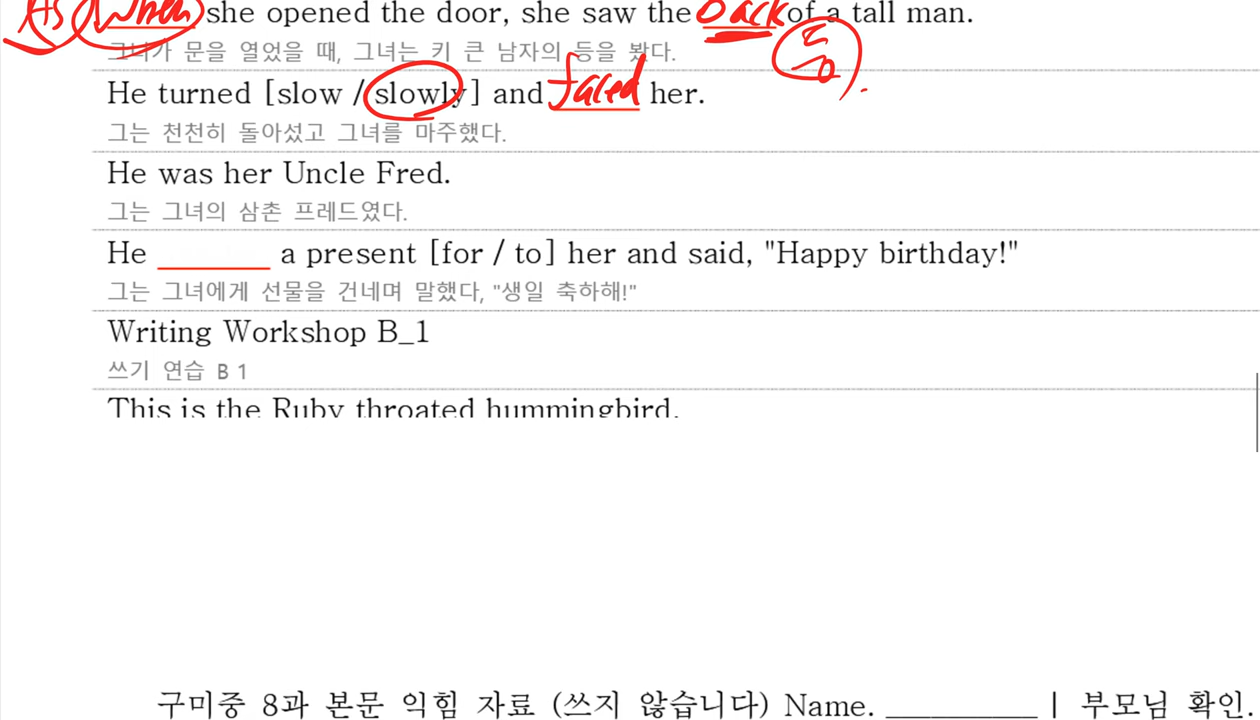 As When she opened the door, she saw the back of a tall man.
등
그녀가 문을 열었을 때, 그녀는 키 큰 남자의 등을 봤다.
He turned [slow / slowly] and faced her.
그는 천천히 돌아섰고 그녀를 마주했다.
He was her Uncle Fred.
그는 그녀의 삼촌 프레드였다.
He ________ a present [for / to] her and said, "Happy birthday!"
그는 그녀에게 선물을 건네며 말했다, "생일 축하해!"
Writing Workshop B_1
쓰기 연습 B 1
This is the Ruby throated hummingbird.
구미중 8과 본문 익힘 자료 (쓰지 않습니다) Name. __________ | 부모님 확인.